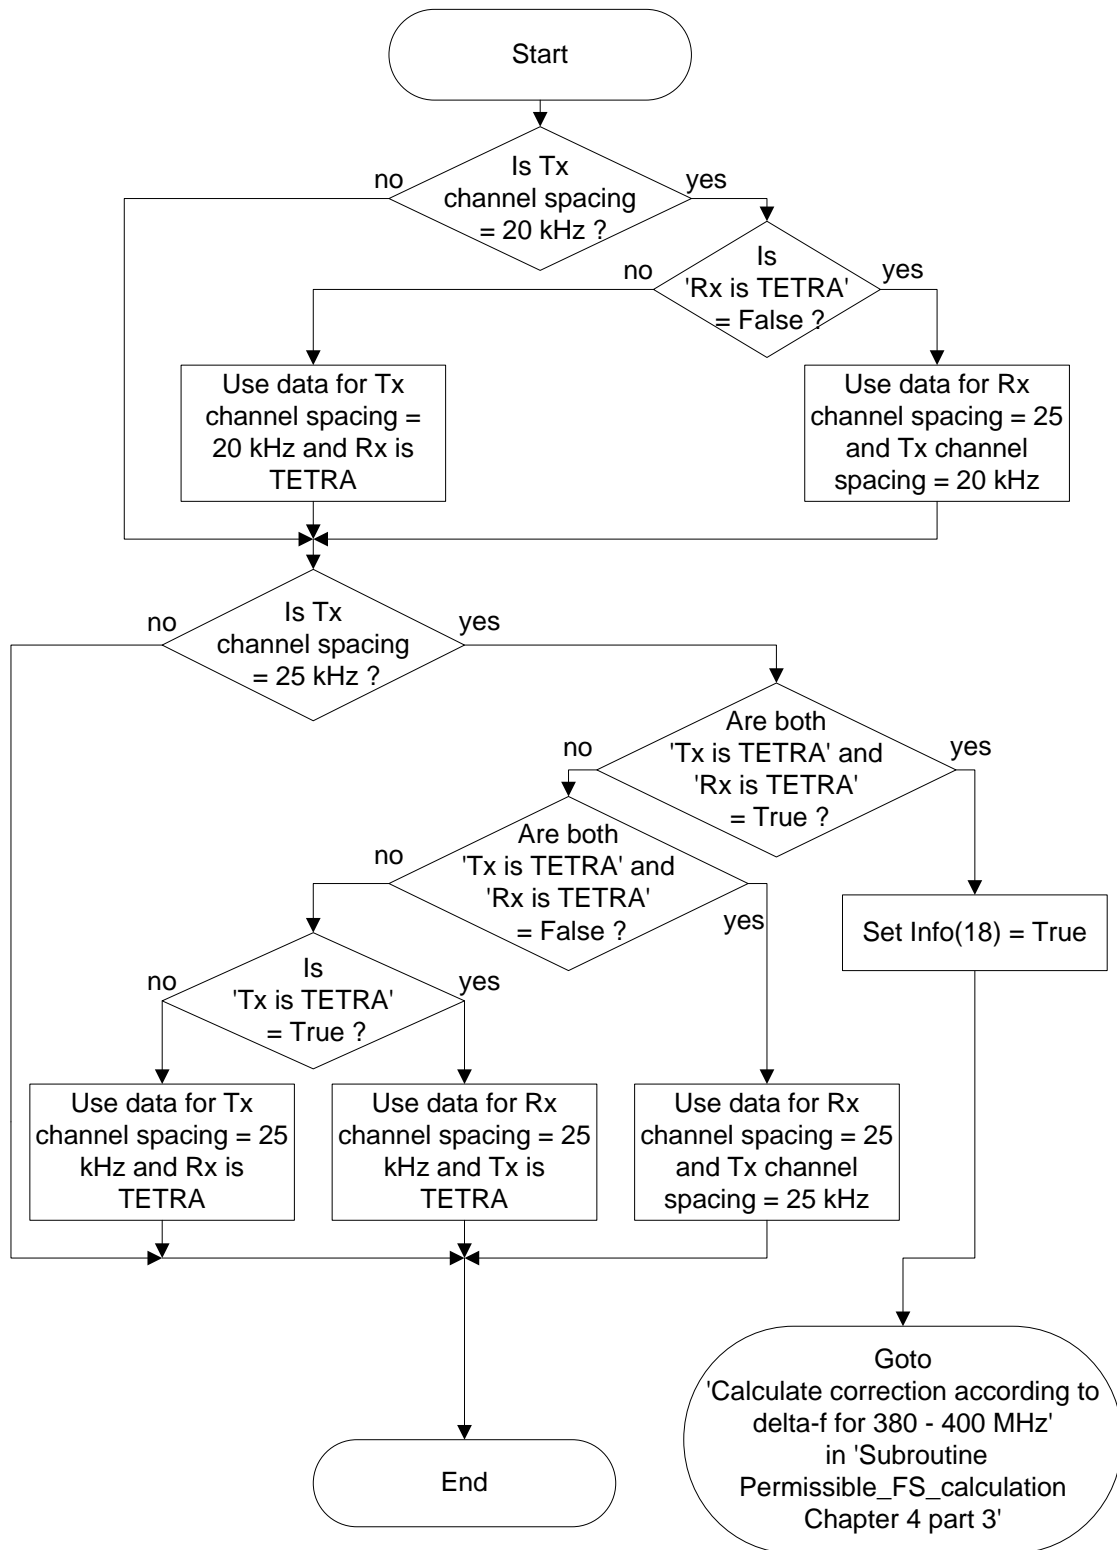 Start
Is Tx
channel spacing
= 20 kHz ?
no
yes
Is
'Rx is TETRA'
= False ?
no
yes
Use data for Tx
channel spacing =
20 kHz and Rx is
TETRA
Use data for Rx
channel spacing = 25
and Tx channel
spacing = 20 kHz
Is Tx
channel spacing
= 25 kHz ?
no
yes
Are both
'Tx is TETRA' and
'Rx is TETRA'
= True ?
no
yes
Are both
'Tx is TETRA' and
'Rx is TETRA'
= False ?
no
yes
Set Info(18) = True
Is
'Tx is TETRA'
= True ?
no
yes
Use data for Tx
channel spacing = 25
kHz and Rx is
TETRA
Use data for Rx
channel spacing = 25
kHz and Tx is
TETRA
Use data for Rx
channel spacing = 25
and Tx channel
spacing = 25 kHz
Goto
'Calculate correction according to
delta-f for 380 - 400 MHz'
in 'Subroutine
Permissible_FS_calculation
Chapter 4 part 3'
End